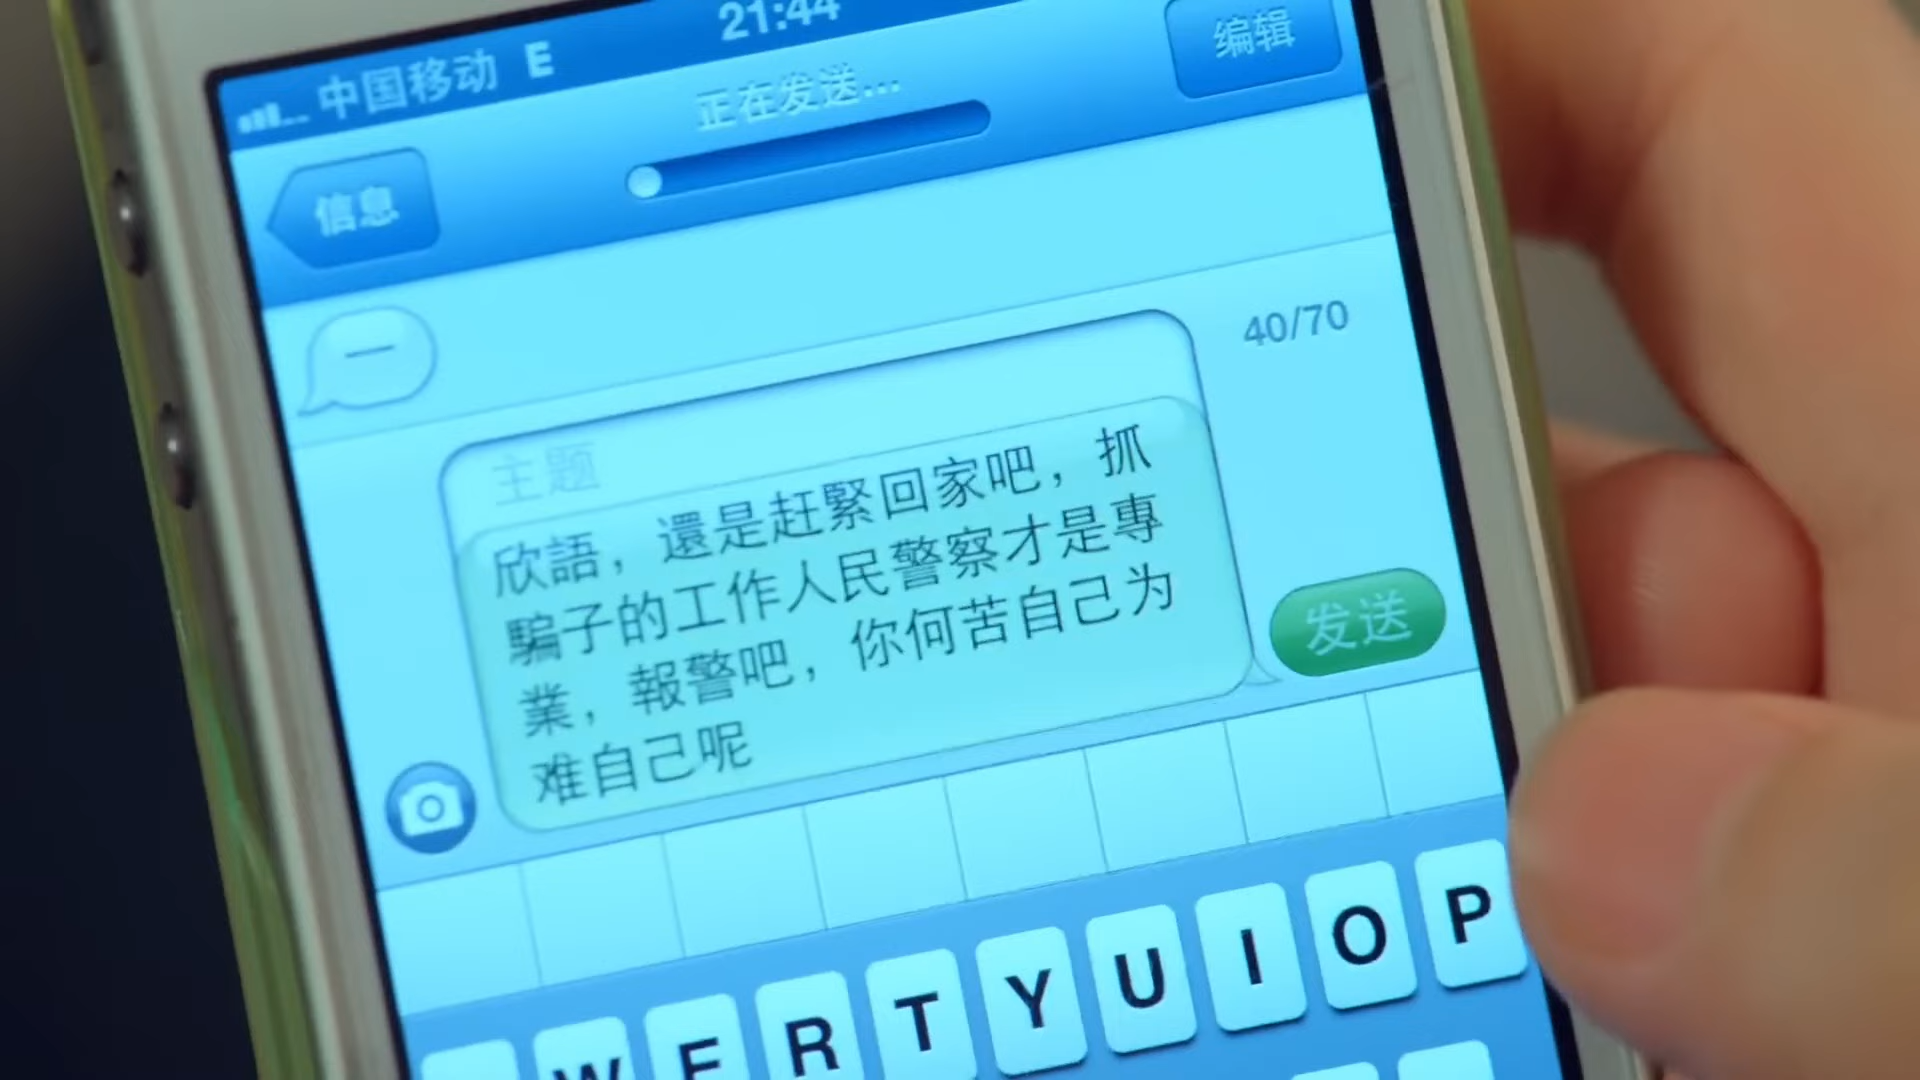 中国移动 E 21:44
信息
正在发送...
编辑
40/70
主题
欣語，還是赶緊回家吧，抓
騙子的工作人民警察才是專
業，報警吧，你何苦自己为
难自己呢
发送
W E R T Y U I O P